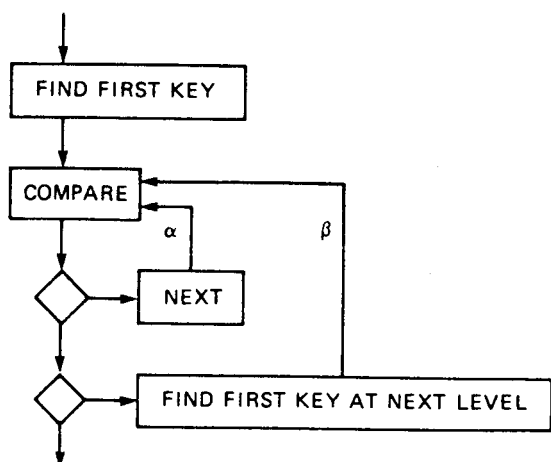 FIND FIRST KEY
COMPARE
α
β
NEXT
FIND FIRST KEY AT NEXT LEVEL